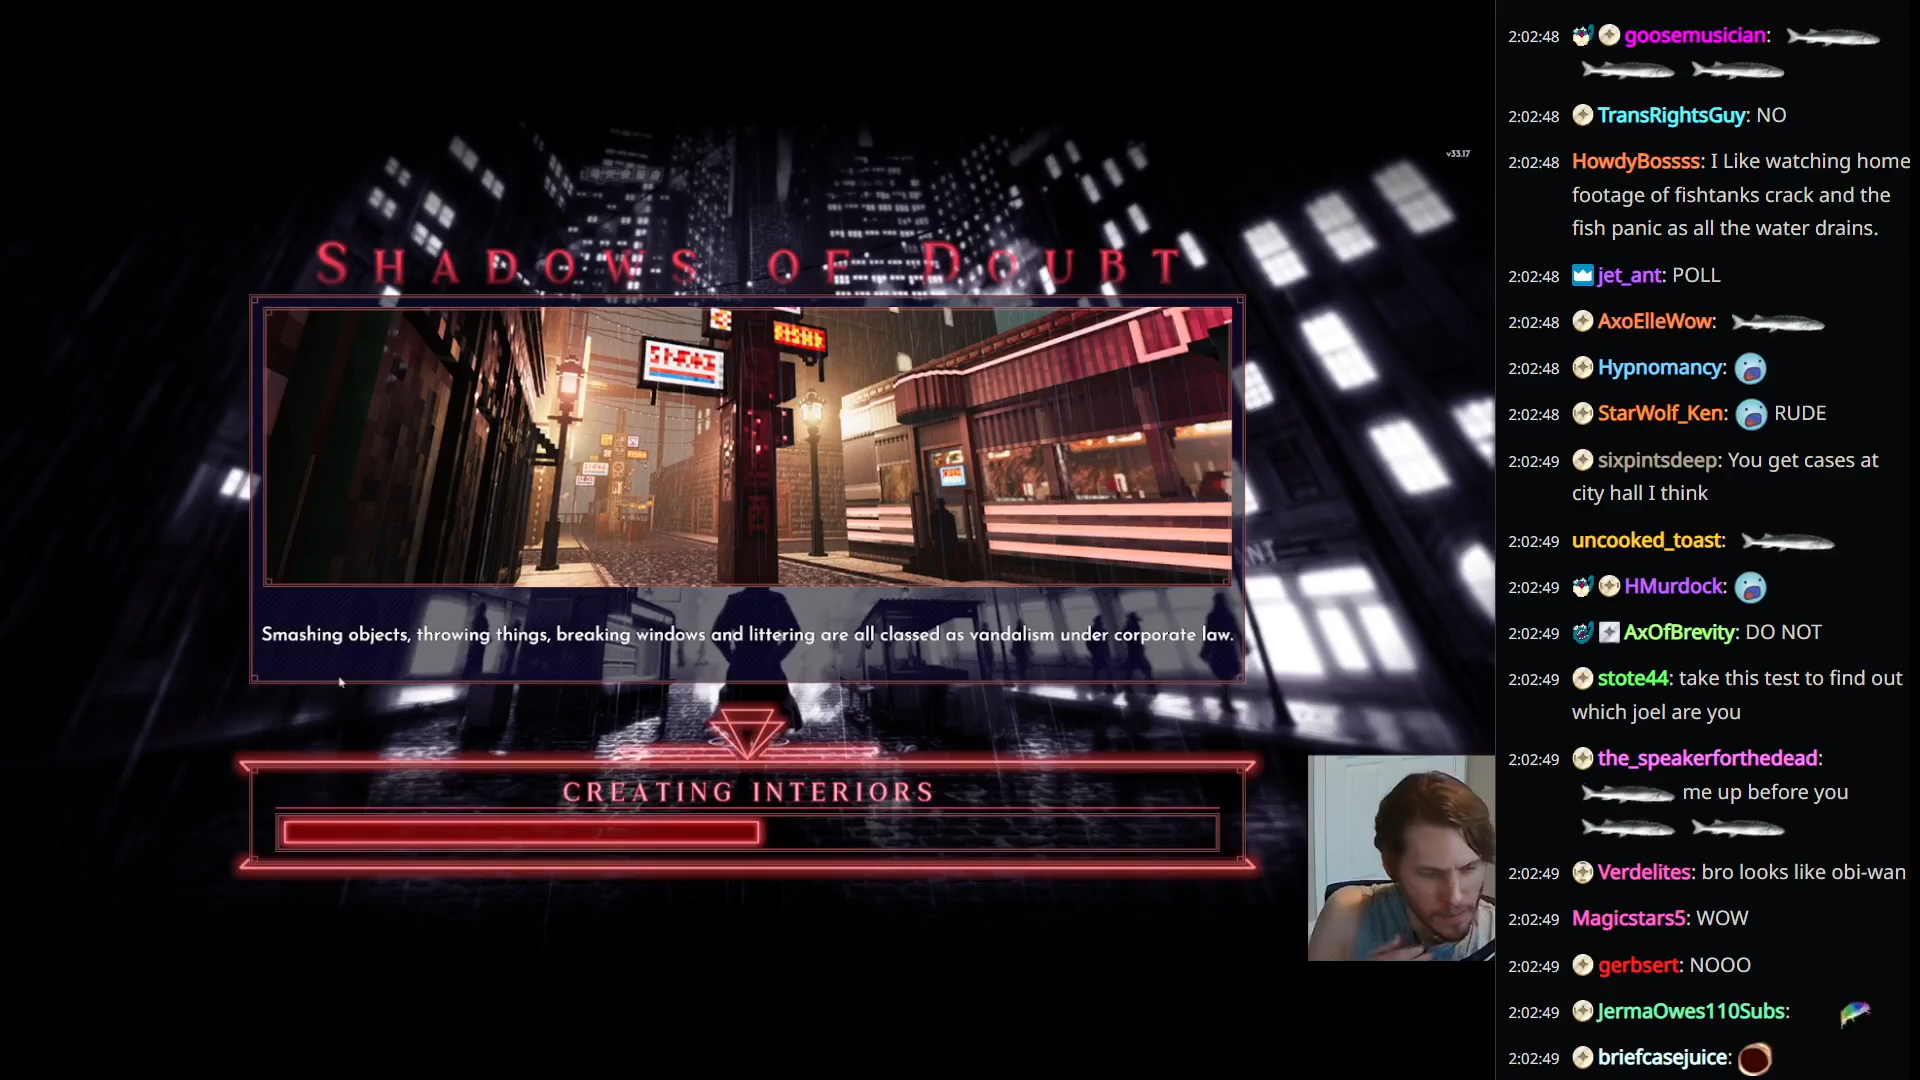 v33.17
SHADOWS OF DOUBT
Smashing objects, throwing things, breaking windows and littering are all classed as vandalism under corporate law.
CREATING INTERIORS
2:02:48 goosemusician:
2:02:48 TransRightsGuy: NO
2:02:48 HowdyBossss: I Like watching home
footage of fishtanks crack and the
fish panic as all the water drains.
2:02:48 jet_ant: POLL
2:02:48 AxoElleWow:
2:02:48 Hypnomancy:
2:02:48 StarWolf_Ken: RUDE
2:02:49 sixpintsdeep: You get cases at
city hall I think
2:02:49 uncooked_toast:
2:02:49 HMurdock:
2:02:49 AxOfBrevity: DO NOT
2:02:49 stote44: take this test to find out
which joel are you
2:02:49 the_speakerforthedead:
me up before you
2:02:49 Verdelites: bro looks like obi-wan
2:02:49 Magicstars5: WOW
2:02:49 gerbsert: NOOO
2:02:49 JermaOwes110Subs:
2:02:49 briefcasejuice: